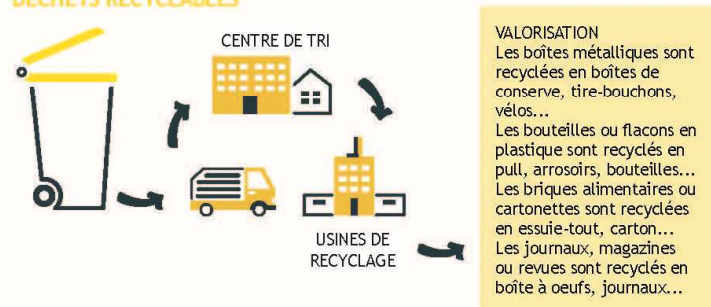 DÉCHETS RECYCLABLES
CENTRE DE TRI
USINES DE
RECYCLAGE
VALORISATION
Les boîtes métalliques sont
recyclées en boîtes de
conserve, tire-bouchons,
vélos...
Les bouteilles ou flacons en
plastique sont recyclés en
pull, arrosoirs, bouteilles...
Les briques alimentaires ou
cartonettes sont recyclées
en essuie-tout, carton...
Les journaux, magazines
ou revues sont recyclés en
boîte à oeufs, journaux...